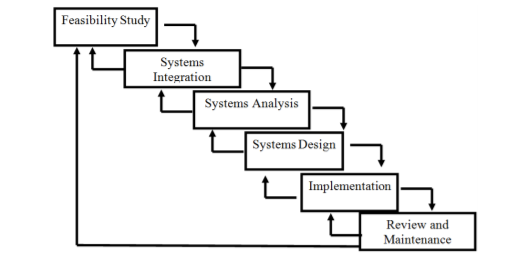 Feasibility Study
Systems
Integration
Systems Analysis
Systems Design
Implementation
Review and
Maintenance